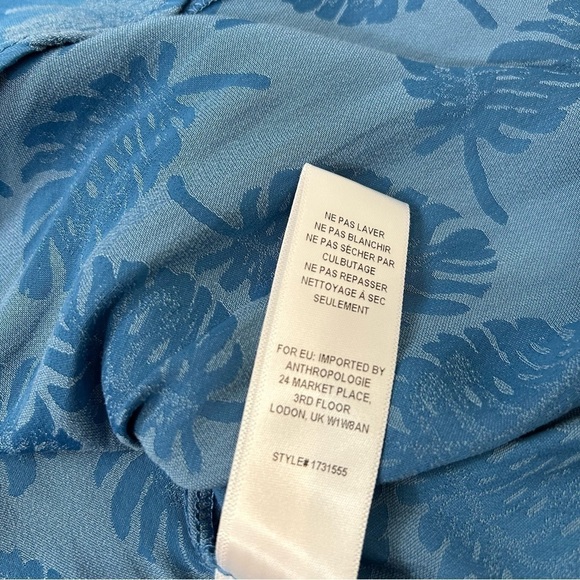 NE PAS LAVER
NE PAS BLANCHIR
NE PAS SÉCHER PAR
CULBUTAGE
NE PAS REPASSER
NETTOYAGE À SEC
SEULEMENT
FOR EU: IMPORTED BY
ANTHROPOLOGIE
24 MARKET PLACE,
3RD FLOOR
LODON, UK W1W8AN
STYLE# 1731555